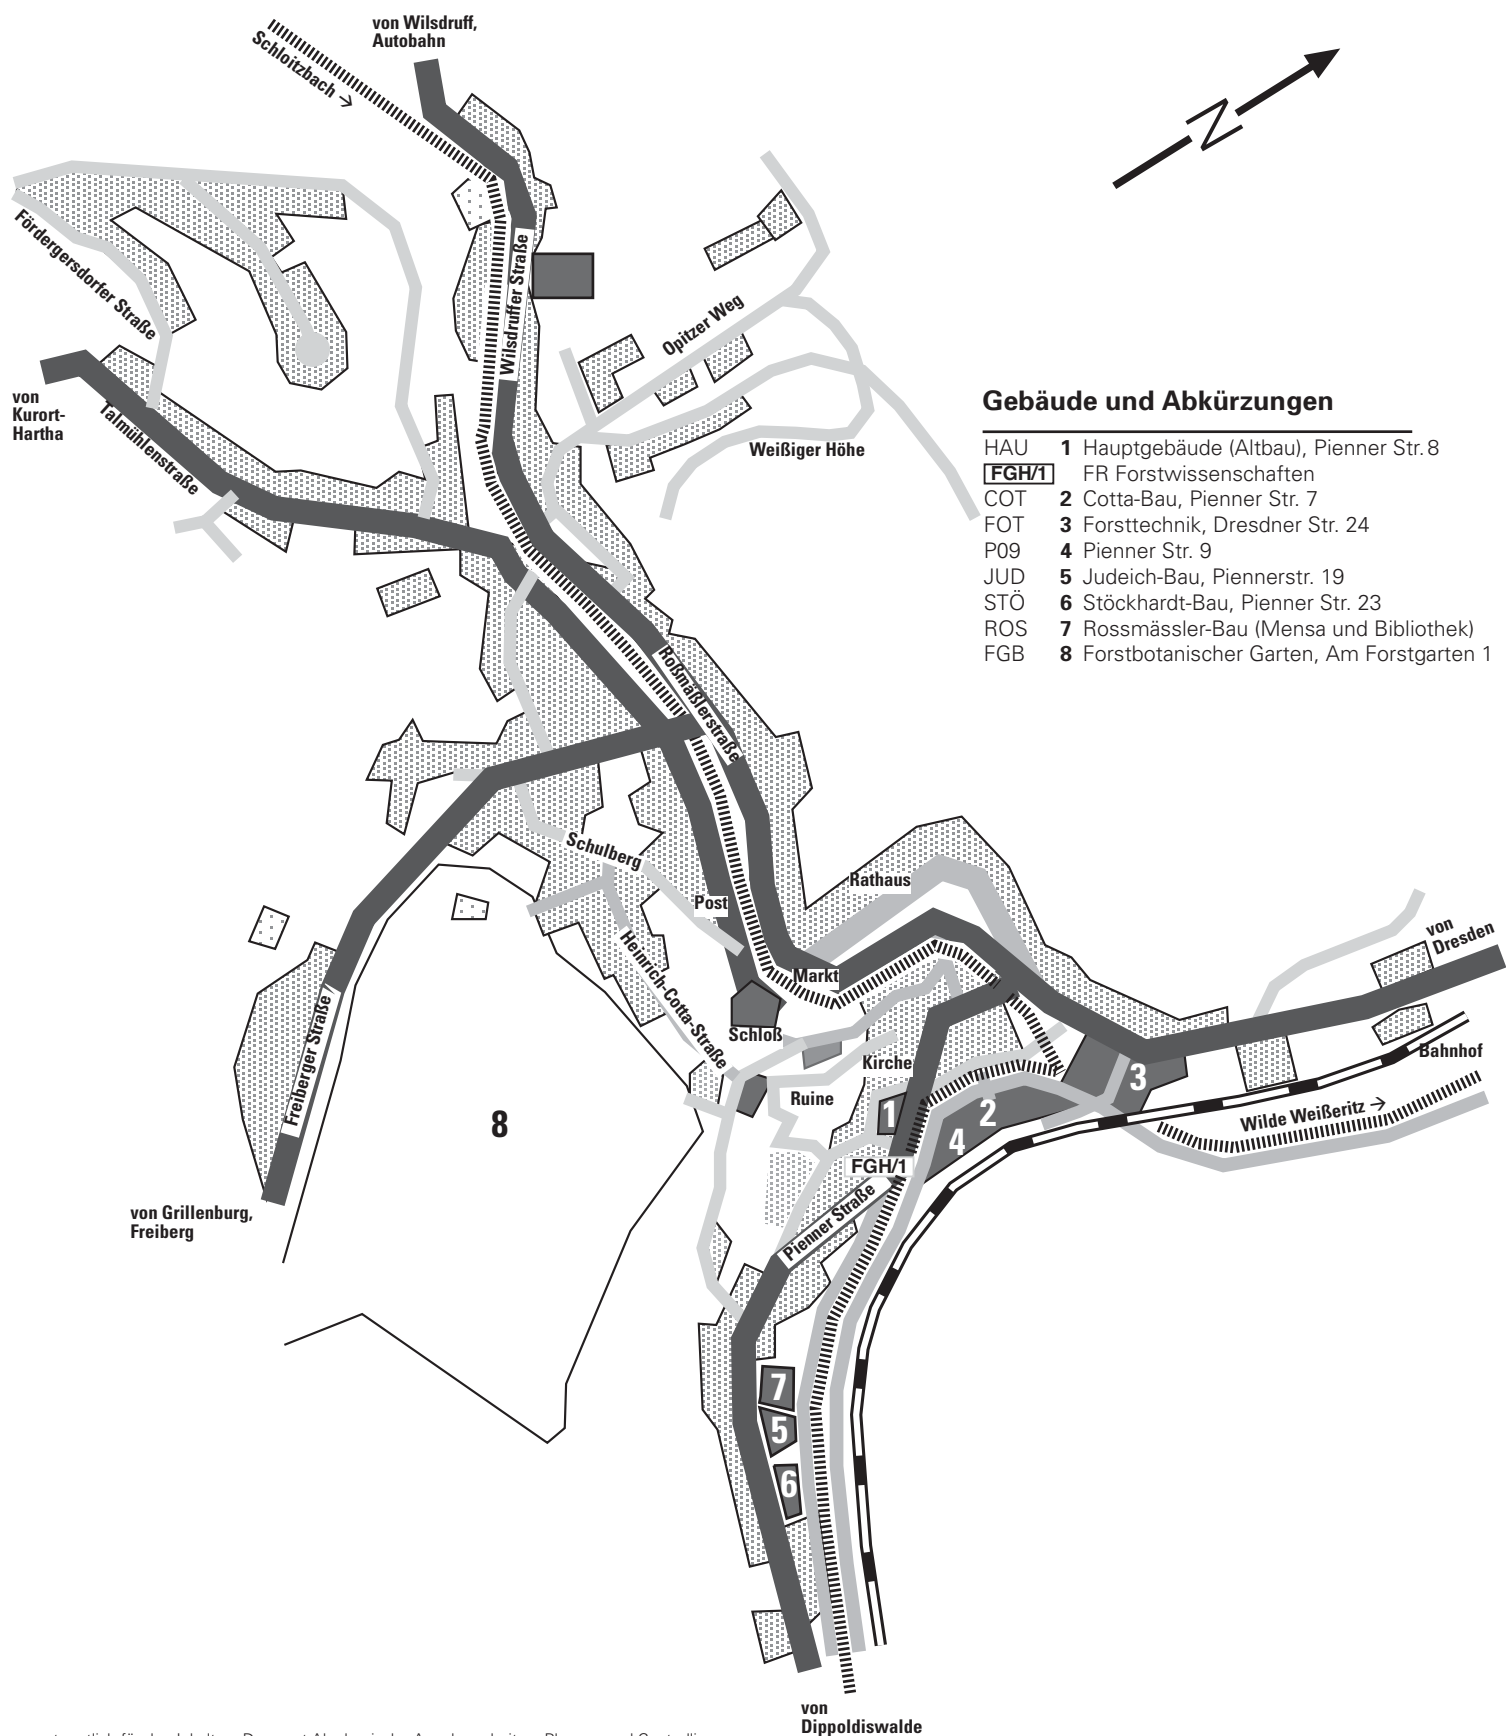 von Wilsdruff,
Autobahn
Schloitzbach →
N
Fördergersdorfer Straße
Wilsdruffer Straße
Opitzer Weg
von
Kurort-
Hartha
Talmühlenstraße
Weißiger Höhe
Gebäude und Abkürzungen
HAU 1 Hauptgebäude (Altbau), Pienner Str. 8
FGH/1 FR Forstwissenschaften
COT 2 Cotta-Bau, Pienner Str. 7
FOT 3 Forsttechnik, Dresdner Str. 24
P09 4 Pienner Str. 9
JUD 5 Judeich-Bau, Piennerstr. 19
STÖ 6 Stöckhardt-Bau, Pienner Str. 23
ROS 7 Rossmässler-Bau (Mensa und Bibliothek)
FGB 8 Forstbotanischer Garten, Am Forstgarten 1
Roßmäßlerstraße
Schulberg
Rathaus
Post
Heinrich-Cotta-Straße
Markt
von
Dresden
Freiberger Straße
Schloß
Kirche
Bahnhof
Ruine
3
1
2
8
4
Wilde Weißeritz →
FGH/1
Pienner Straße
von Grillenburg,
Freiberg
7
5
6
von
Dippoldiswalde